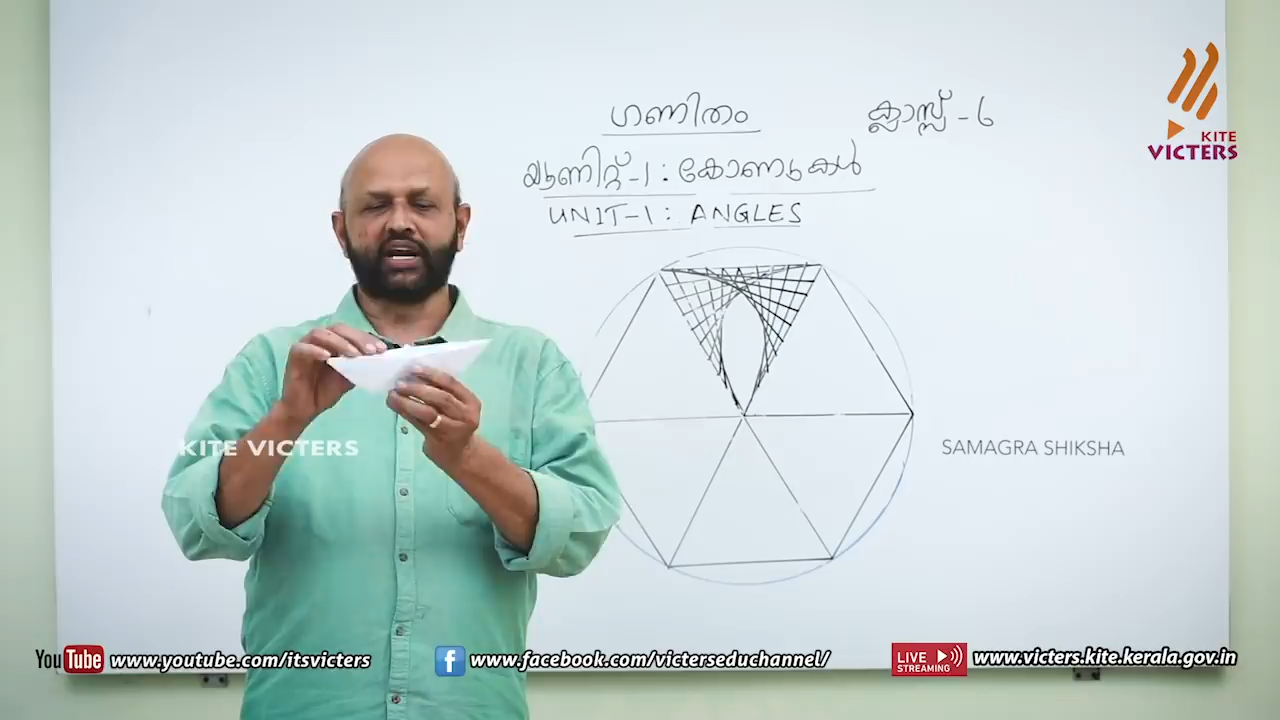 ഗണിതം ക്ലാസ്സ് - 6
യൂണിറ്റ് - 1 : കോണുകൾ
UNIT - 1 : ANGLES
KITE
VICTERS
KITE VICTERS
SAMAGRA SHIKSHA
YouTube www.youtube.com/itsvicters f www.facebook.com/victerseduchannel/ LIVE STREAMING www.victers.kite.kerala.gov.in